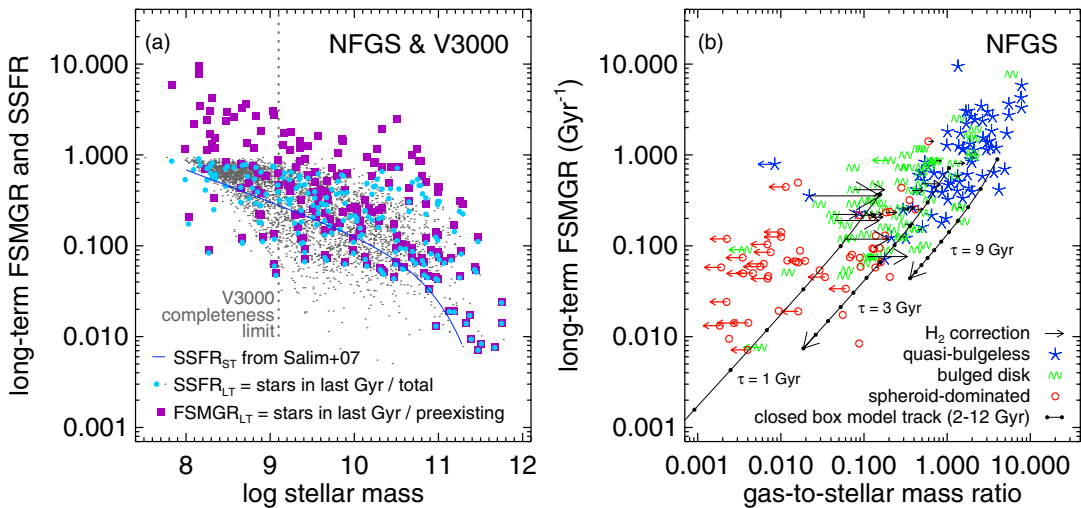 (a)
NFGS & V3000
long-term FSMGR and SSFR
10.000
1.000
0.100
0.010
0.001
V3000
completeness
limit
SSFR_ST from Salim+07
SSFR_LT = stars in last Gyr / total
FSMGR_LT = stars in last Gyr / preexisting
8 9 10 11 12
log stellar mass
(b)
NFGS
long-term FSMGR (Gyr⁻¹)
10.000
1.000
0.100
0.010
0.001
τ = 9 Gyr
τ = 3 Gyr
τ = 1 Gyr
H₂ correction
quasi-bulgeless
bulged disk
spheroid-dominated
closed box model track (2-12 Gyr)
0.001 0.010 0.100 1.000 10.000
gas-to-stellar mass ratio